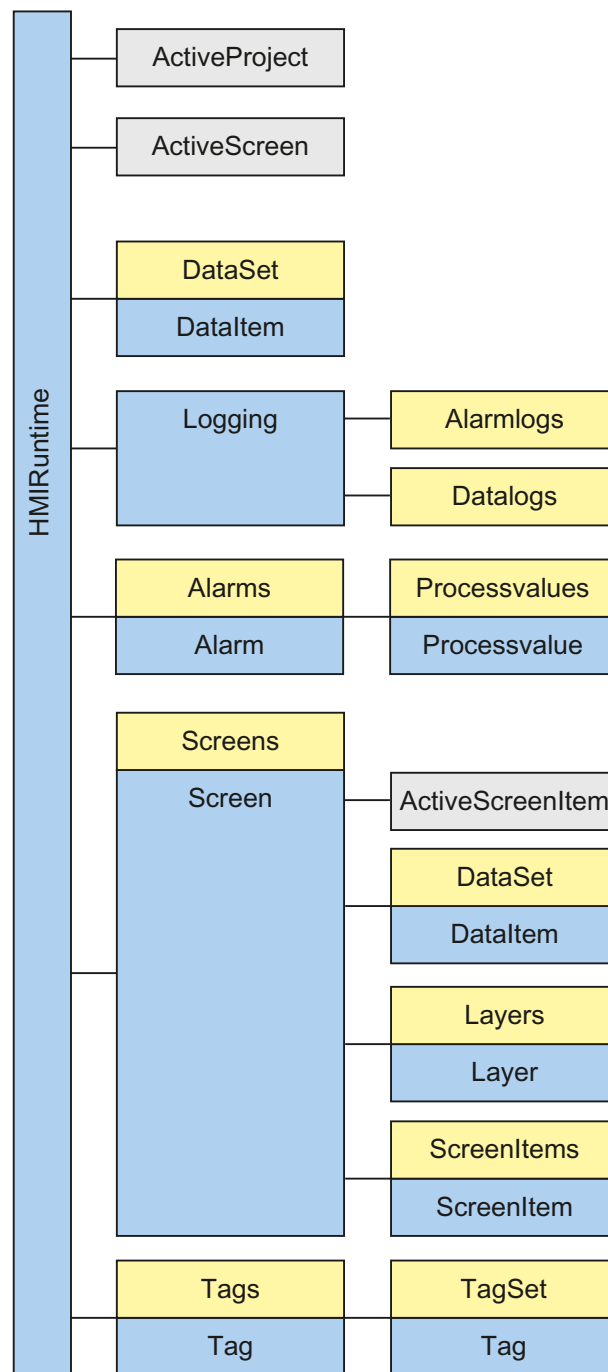 HMIRuntime
ActiveProject
ActiveScreen
DataSet
DataItem
Logging
Alarmlogs
Datalogs
Alarms
Alarm
Processvalues
Processvalue
Screens
Screen
ActiveScreenItem
DataSet
DataItem
Layers
Layer
ScreenItems
ScreenItem
Tags
Tag
TagSet
Tag